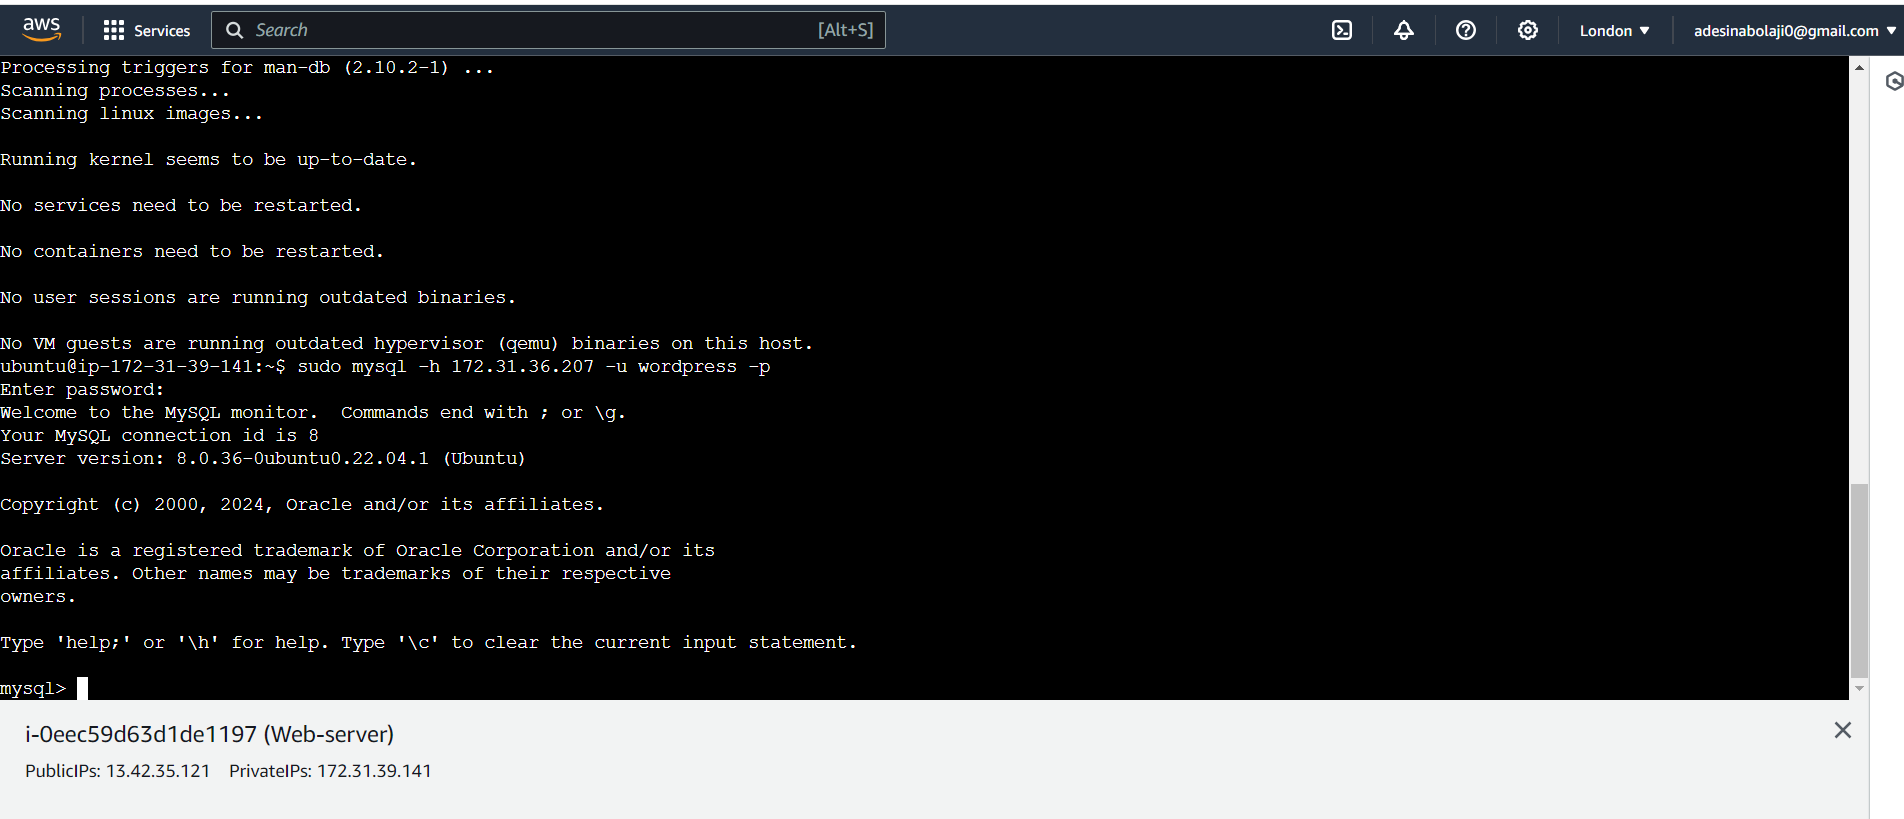 aws
Services
Search [Alt+S]
London
adesinabolaji0@gmail.com
Processing triggers for man-db (2.10.2-1) ...
Scanning processes...
Scanning linux images...
Running kernel seems to be up-to-date.
No services need to be restarted.
No containers need to be restarted.
No user sessions are running outdated binaries.
No VM guests are running outdated hypervisor (qemu) binaries on this host.
ubuntu@ip-172-31-39-141:~$ sudo mysql -h 172.31.36.207 -u wordpress -p
Enter password:
Welcome to the MySQL monitor.  Commands end with ; or \g.
Your MySQL connection id is 8
Server version: 8.0.36-0ubuntu0.22.04.1 (Ubuntu)
Copyright (c) 2000, 2024, Oracle and/or its affiliates.
Oracle is a registered trademark of Oracle Corporation and/or its
affiliates. Other names may be trademarks of their respective
owners.
Type 'help;' or '\h' for help. Type '\c' to clear the current input statement.
mysql>
i-0eec59d63d1de1197 (Web-server)
PublicIPs: 13.42.35.121 PrivateIPs: 172.31.39.141